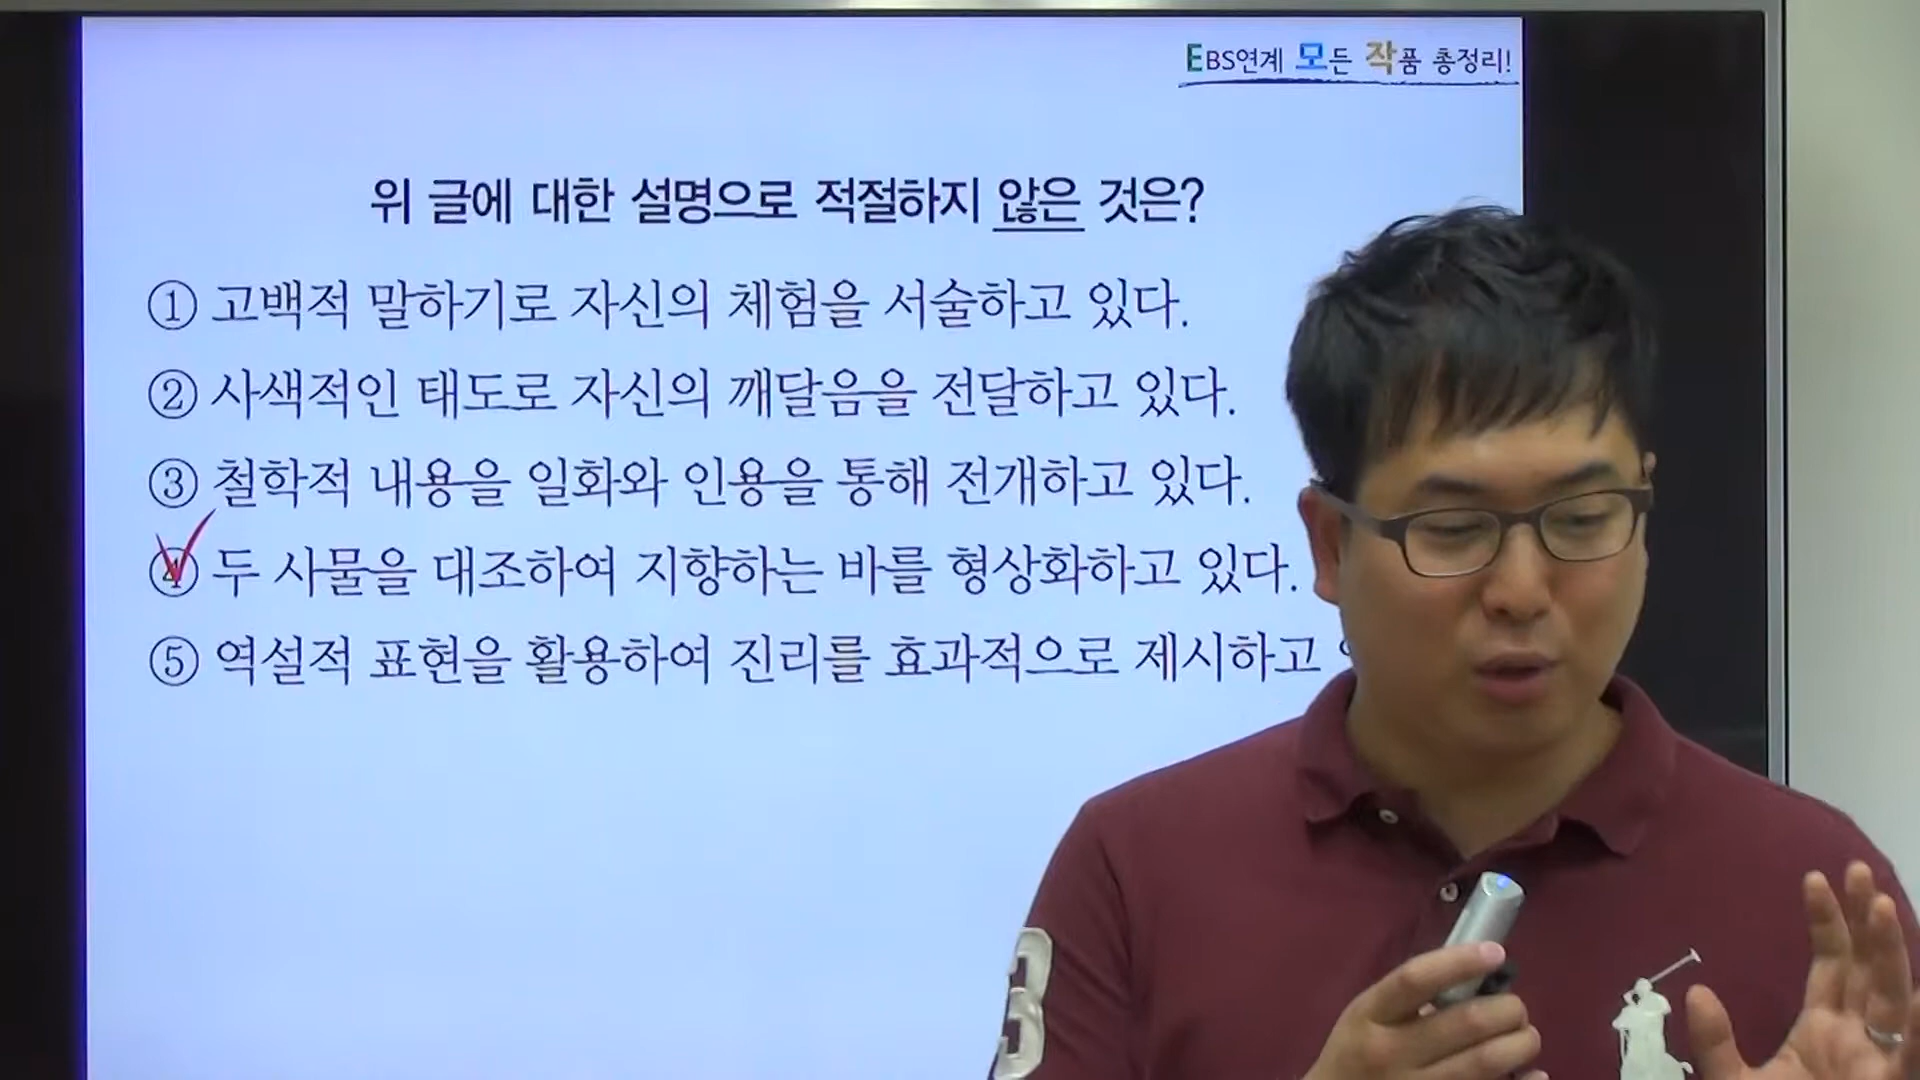 EBS연계 모든 작품 총정리!
위 글에 대한 설명으로 적절하지 않은 것은?
① 고백적 말하기로 자신의 체험을 서술하고 있다.
② 사색적인 태도로 자신의 깨달음을 전달하고 있다.
③ 철학적 내용을 일화와 인용을 통해 전개하고 있다.
④ 두 사물을 대조하여 지향하는 바를 형상화하고 있다.
⑤ 역설적 표현을 활용하여 진리를 효과적으로 제시하고
3